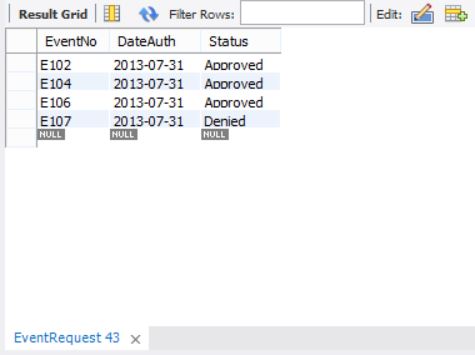 Result Grid Filter Rows: Edit:
EventNo DateAuth Status
E102 2013-07-31 Approved
E104 2013-07-31 Approved
E106 2013-07-31 Approved
E107 2013-07-31 Denied
NULL NULL NULL
EventRequest 43 ×